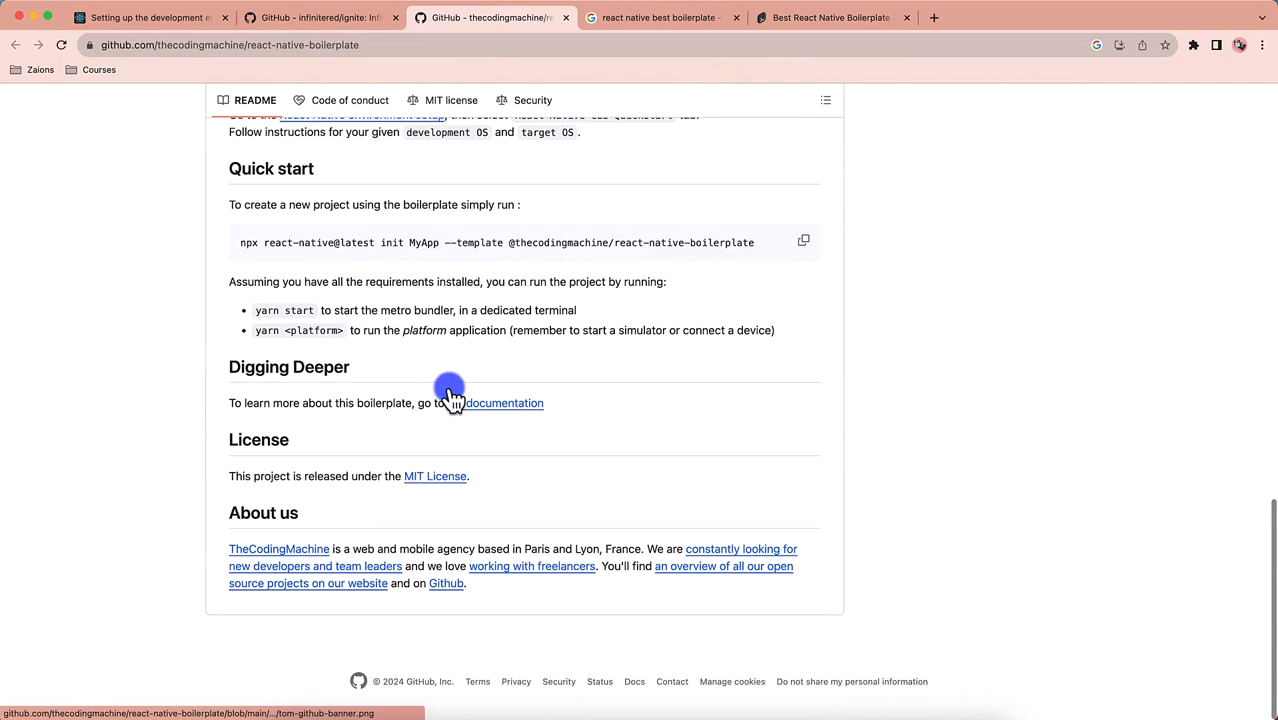 Setting up the development e
GitHub - infinitered/ignite: Infi
GitHub - thecodingmachine/re
react native best boilerplate -
Best React Native Boilerplate
github.com/thecodingmachine/react-native-boilerplate
Zaions
Courses
README
Code of conduct
MIT license
Security
Follow instructions for your given development OS and target OS.
Quick start
To create a new project using the boilerplate simply run :
npx react-native@latest init MyApp --template @thecodingmachine/react-native-boilerplate
Assuming you have all the requirements installed, you can run the project by running:
• yarn start to start the metro bundler, in a dedicated terminal
• yarn <platform> to run the platform application (remember to start a simulator or connect a device)
Digging Deeper
To learn more about this boilerplate, go to documentation
License
This project is released under the MIT License.
About us
TheCodingMachine is a web and mobile agency based in Paris and Lyon, France. We are constantly looking for
new developers and team leaders and we love working with freelancers. You'll find an overview of all our open
source projects on our website and on Github.
© 2024 GitHub, Inc.
Terms
Privacy
Security
Status
Docs
Contact
Manage cookies
Do not share my personal information
github.com/thecodingmachine/react-native-boilerplate/blob/main/.../tom-github-banner.png